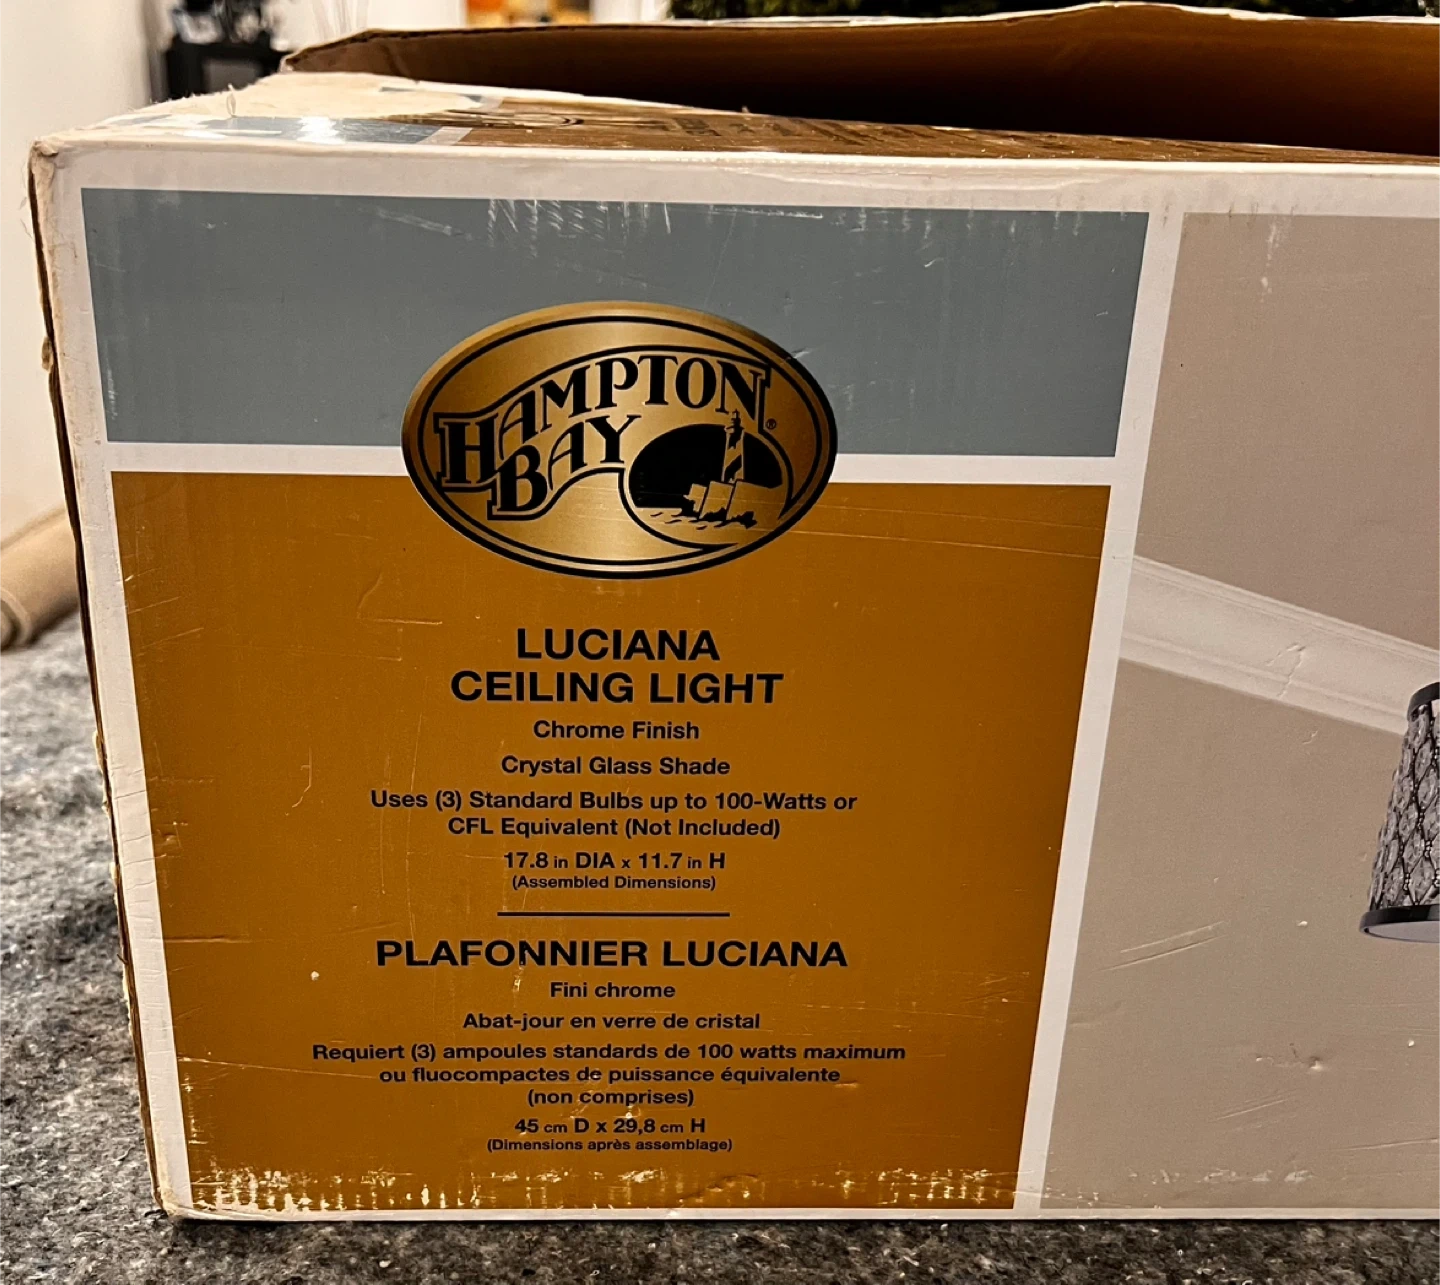 HAMPTON
BAY®
LUCIANA
CEILING LIGHT
Chrome Finish
Crystal Glass Shade
Uses (3) Standard Bulbs up to 100-Watts or
CFL Equivalent (Not Included)
17.8 in DIA x 11.7 in H
(Assembled Dimensions)
PLAFONNIER LUCIANA
Fini chrome
Abat-jour en verre de cristal
Requiert (3) ampoules standards de 100 watts maximum
ou fluocompactes de puissance équivalente
(non comprises)
45 cm D x 29,8 cm H
(Dimensions après assemblage)